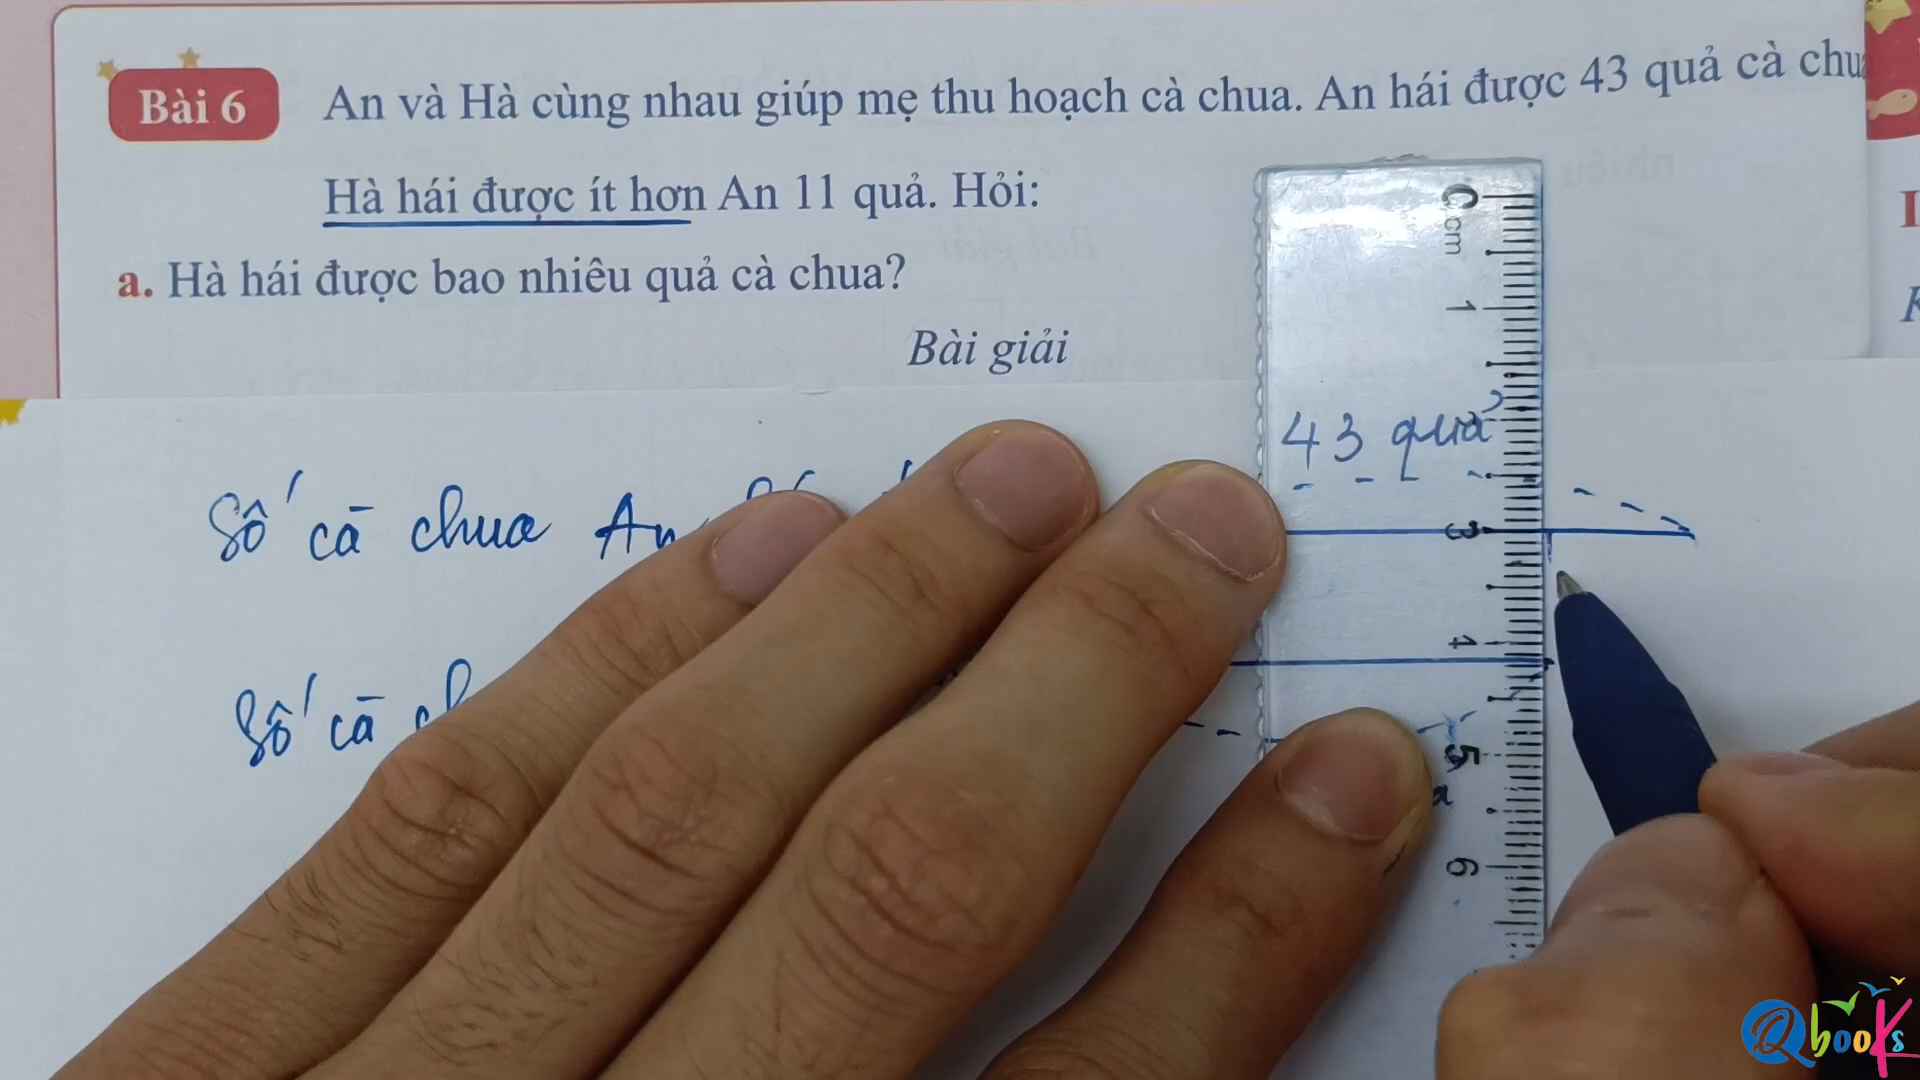 Bài 6 An và Hà cùng nhau giúp mẹ thu hoạch cà chua. An hái được 43 quả cà
Hà hái được ít hơn An 11 quả. Hỏi:
a. Hà hái được bao nhiêu quả cà chua?
Bài giải
43 quả
Số cà chua An
Số cà
0 cm 1 3 4 5 6
Qbooks